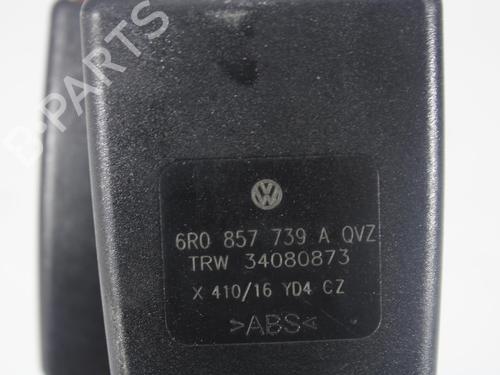 B-PARTS
6R0 857 739 A QVZ
TRW 34080873
X 410/16 YD4 CZ
>ABS<